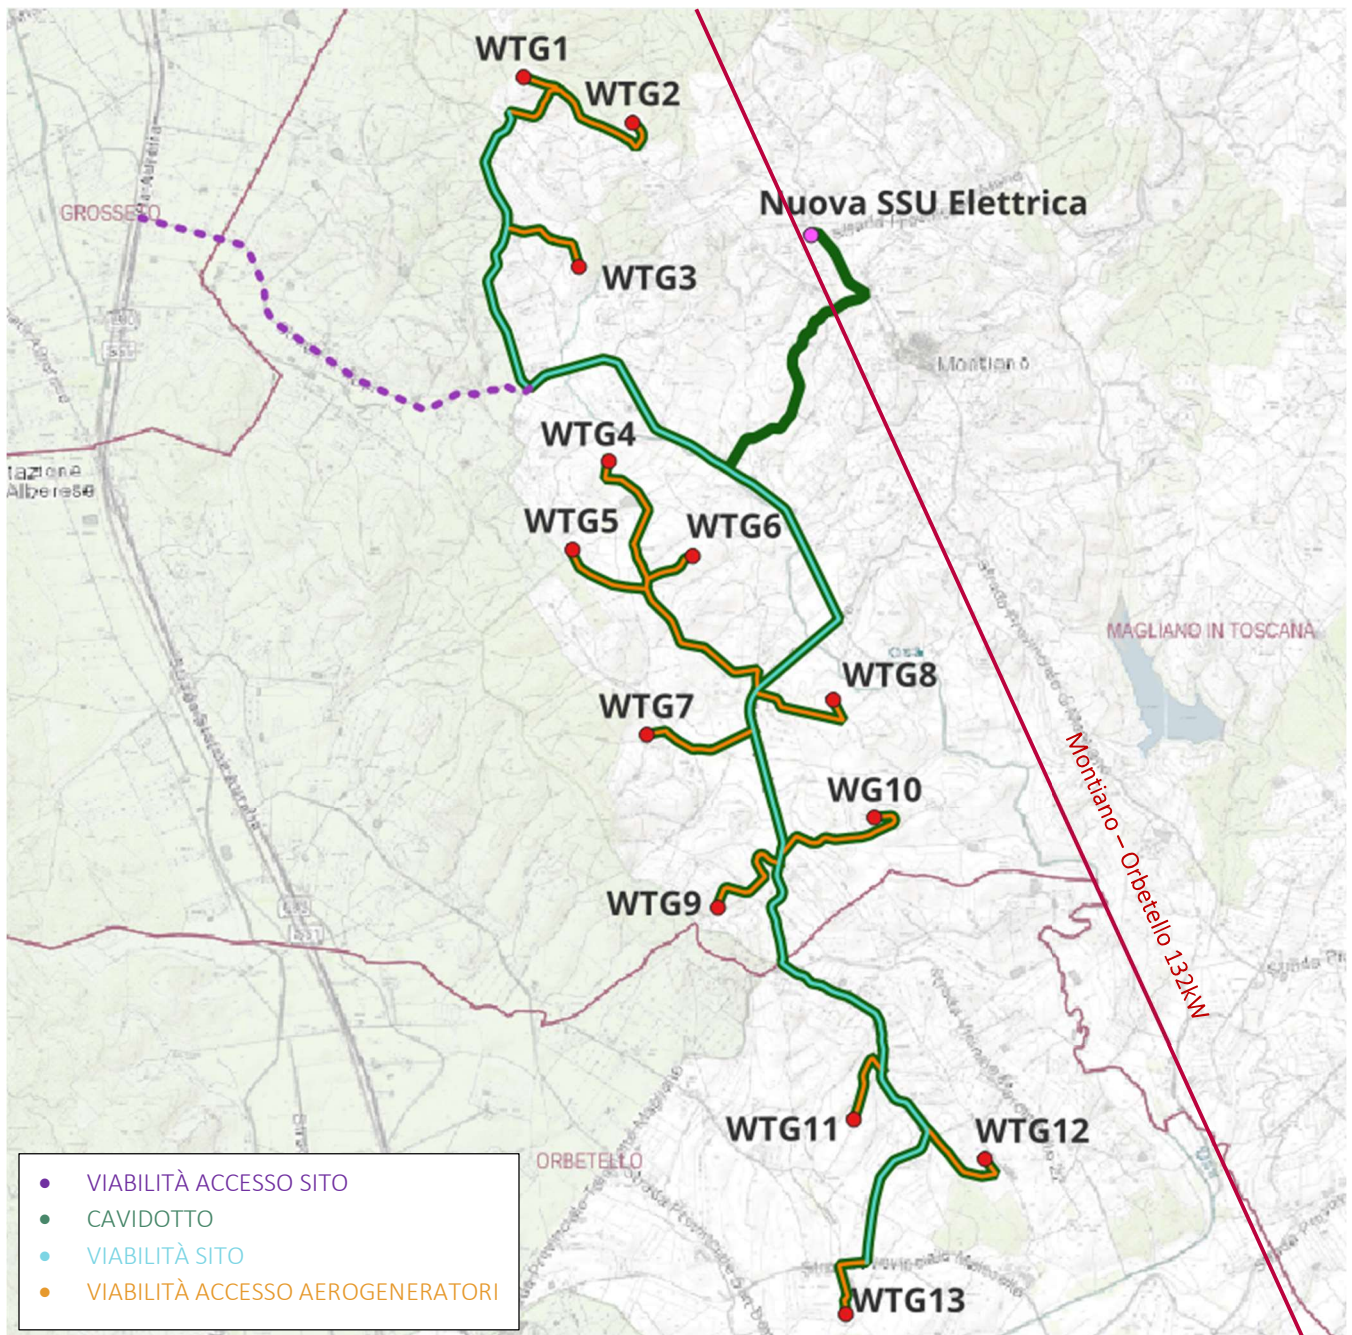 WTG1
WTG2
Nuova SSU Elettrica
GROSSETO
WTG3
Montiano
WTG4
Stazione
Alberese
WTG5
WTG6
MAGLIANO IN TOSCANA
WTG8
WTG7
Montiano – Orbetello 132kW
WG10
WTG9
WTG11
WTG12
ORBETELLO
WTG13
VIABILITÀ ACCESSO SITO
CAVIDOTTO
VIABILITÀ SITO
VIABILITÀ ACCESSO AEROGENERATORI